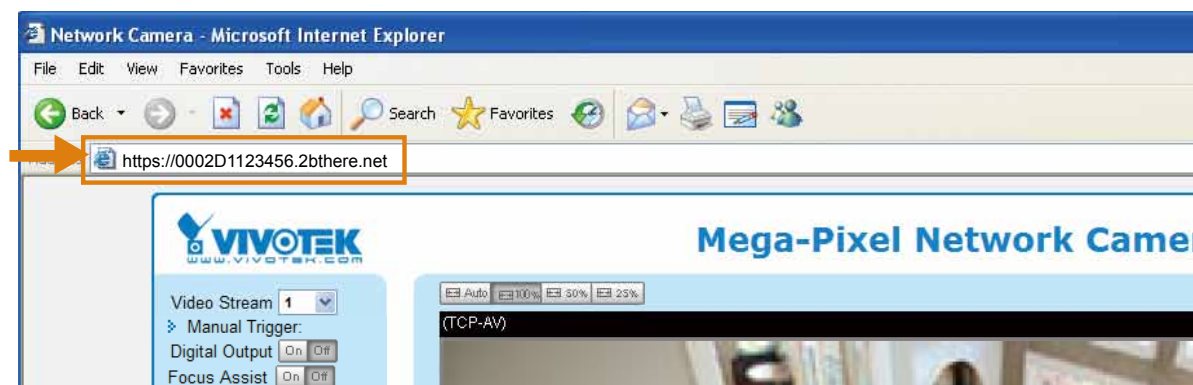 Network Camera - Microsoft Internet Explorer
File Edit View Favorites Tools Help
Back Search Favorites
https://0002D1123456.2bthere.net
VIVOTEK
www.vivotek.com
Mega-Pixel Network Came
Auto 100% 50% 25%
Video Stream 1
(TCP-AV)
Manual Trigger:
Digital Output On Off
Focus Assist On Off